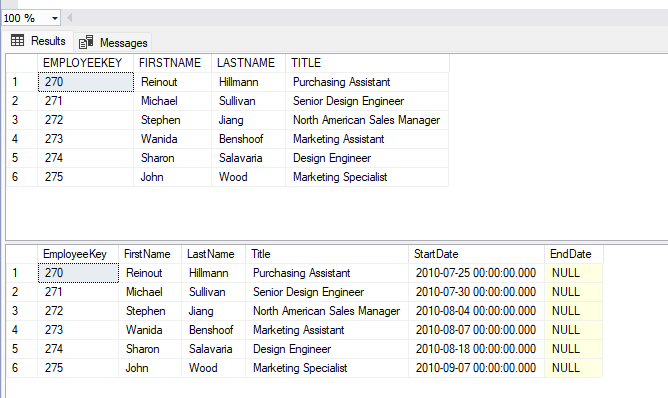 100 %
Results Messages
EMPLOYEEKEY FIRSTNAME LASTNAME TITLE
1 270 Reinout Hillmann Purchasing Assistant
2 271 Michael Sullivan Senior Design Engineer
3 272 Stephen Jiang North American Sales Manager
4 273 Wanida Benshoof Marketing Assistant
5 274 Sharon Salavaria Design Engineer
6 275 John Wood Marketing Specialist
EmployeeKey FirstName LastName Title StartDate EndDate
1 270 Reinout Hillmann Purchasing Assistant 2010-07-25 00:00:00.000 NULL
2 271 Michael Sullivan Senior Design Engineer 2010-07-30 00:00:00.000 NULL
3 272 Stephen Jiang North American Sales Manager 2010-08-04 00:00:00.000 NULL
4 273 Wanida Benshoof Marketing Assistant 2010-08-07 00:00:00.000 NULL
5 274 Sharon Salavaria Design Engineer 2010-08-18 00:00:00.000 NULL
6 275 John Wood Marketing Specialist 2010-09-07 00:00:00.000 NULL